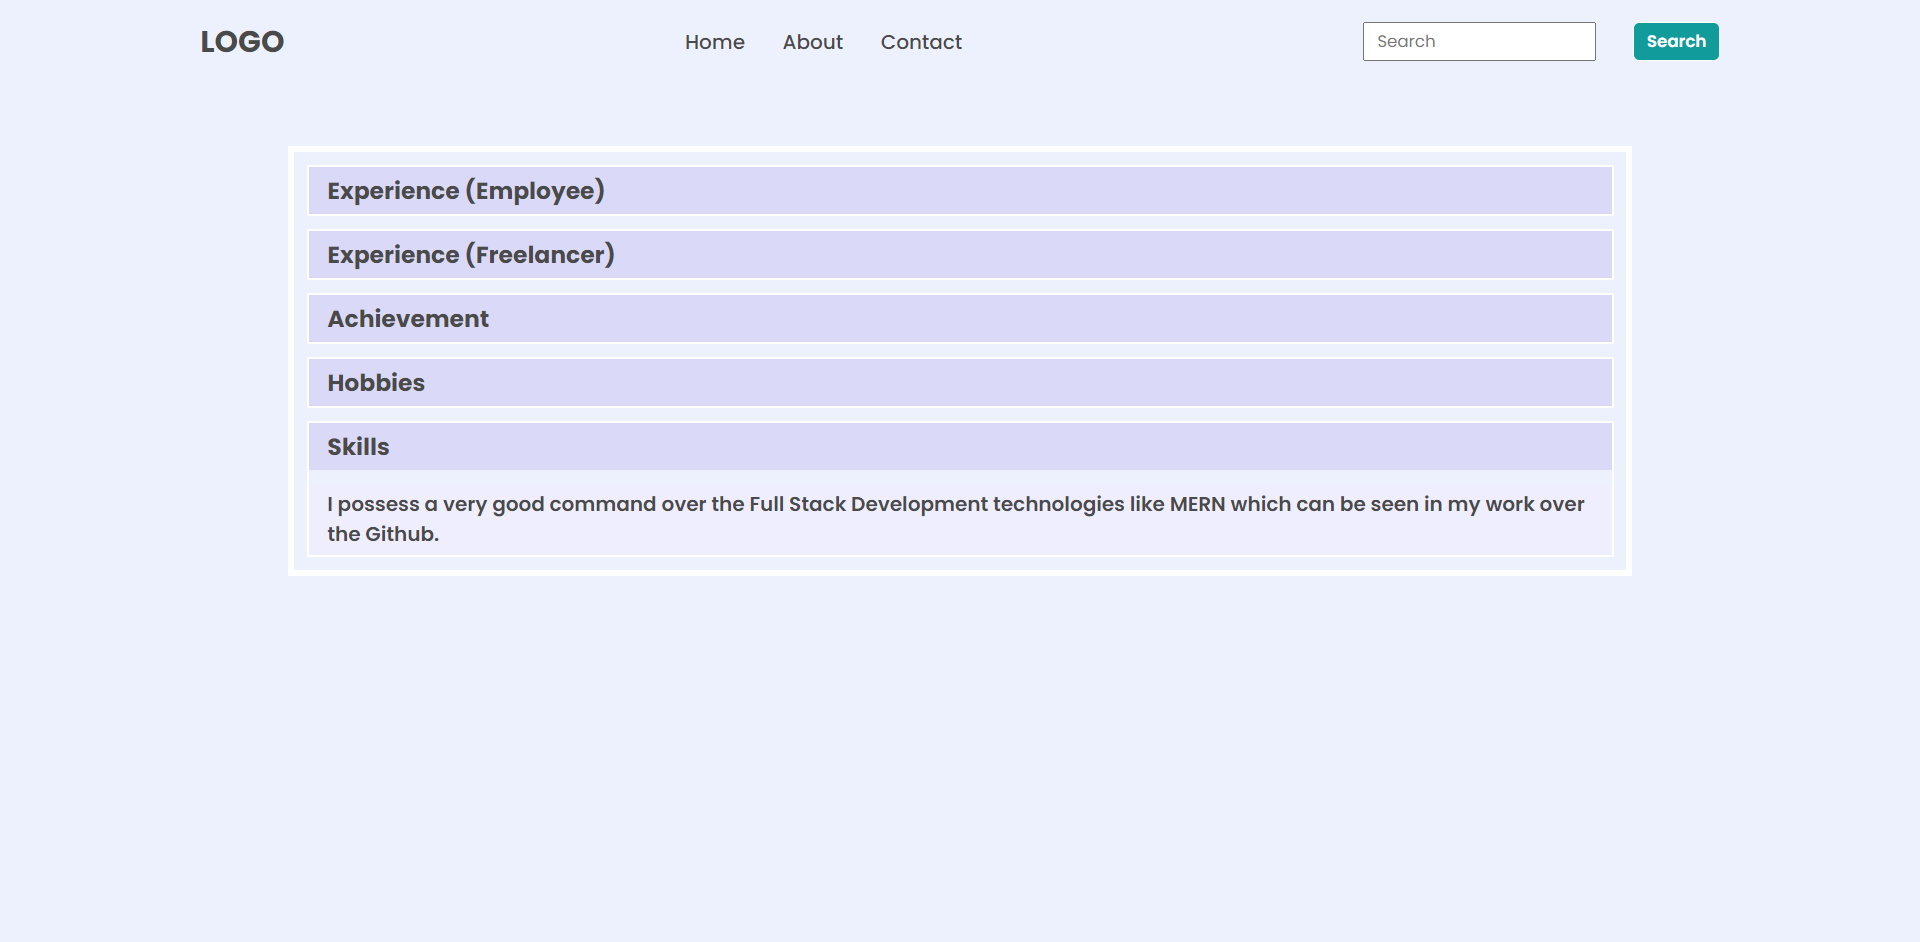 LOGO
Home
About
Contact
Search
Search
Experience (Employee)
Experience (Freelancer)
Achievement
Hobbies
Skills
I possess a very good command over the Full Stack Development technologies like MERN which can be seen in my work over
the Github.